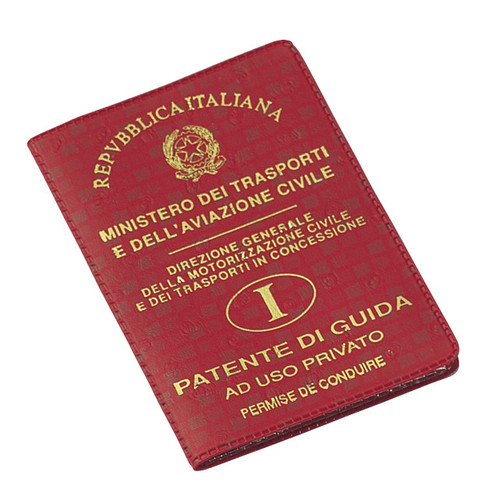 REPVBBLICA ITALIANA
MINISTERO DEI TRASPORTI
E DELL'AVIAZIONE CIVILE
DIREZIONE GENERALE
DELLA MOTORIZZAZIONE CIVILE
E DEI TRASPORTI IN CONCESSIONE
I
PATENTE DI GUIDA
AD USO PRIVATO
PERMISE DE CONDUIRE